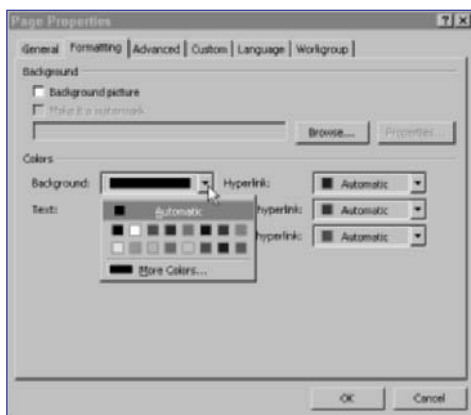 Page Properties
General Formatting Advanced Custom Language Workgroup
Background
Background picture
Make it a watermark
Browse... Properties...
Colors
Background: Hyperlink: Automatic
Text: Automatic hyperlink: Automatic
hyperlink: Automatic
More Colors...
OK Cancel